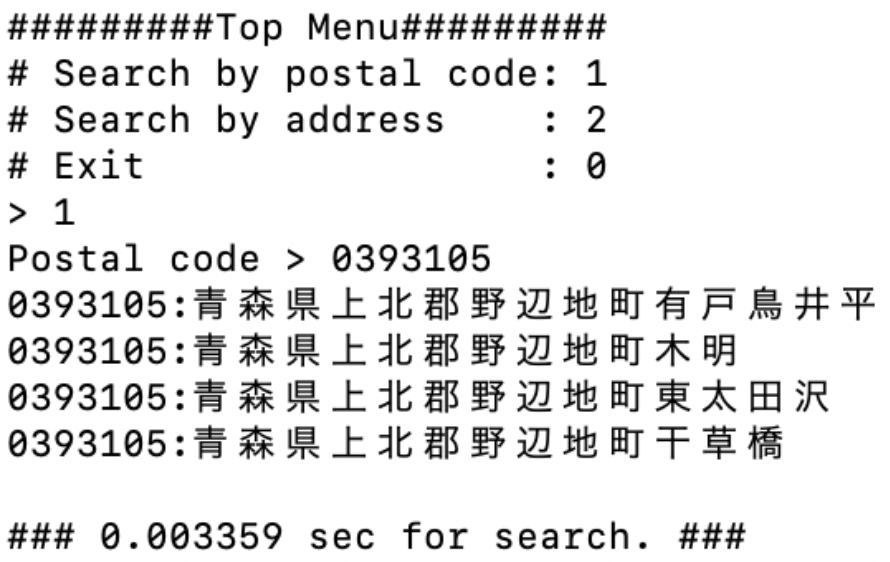 #########Top Menu#########
# Search by postal code: 1
# Search by address    : 2
# Exit                 : 0
> 1
Postal code > 0393105
0393105:青森県上北郡野辺地町有戸鳥井平
0393105:青森県上北郡野辺地町木明
0393105:青森県上北郡野辺地町東太田沢
0393105:青森県上北郡野辺地町干草橋

### 0.003359 sec for search. ###